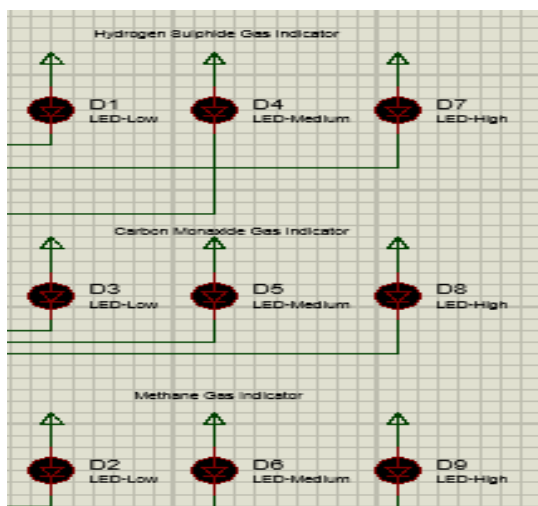 Hydrogen Sulphide Gas Indicator
D1 D4 D7
LED-Low LED-Medium LED-High
Carbon Monaxide Gas Indicator
D3 D5 D8
LED-Low LED-Medium LED-High
Methane Gas Indicator
D2 D6 D9
LED-Low LED-Medium LED-High